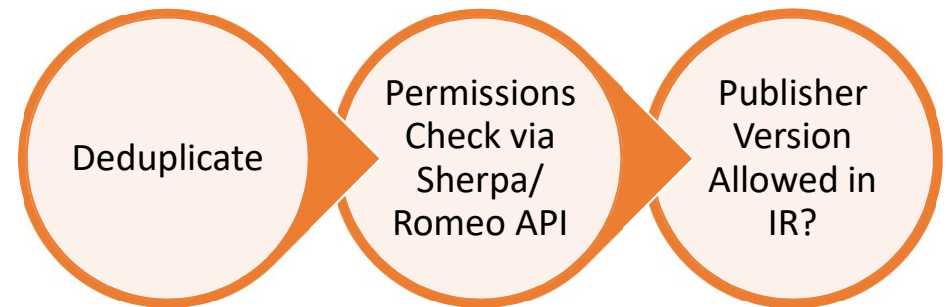 Deduplicate
Permissions
Check via
Sherpa/
Romeo API
Publisher
Version
Allowed in
IR?